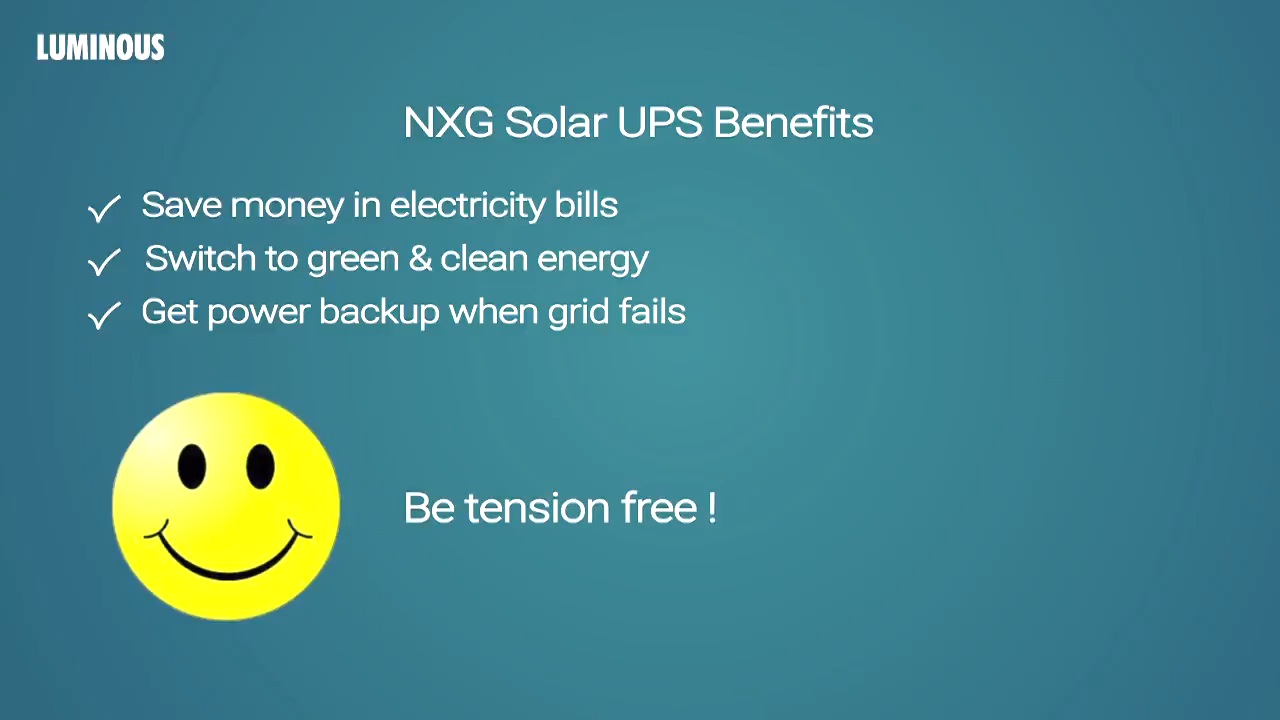 LUMINOUS
NXG Solar UPS Benefits
Save money in electricity bills
Switch to green & clean energy
Get power backup when grid fails
Be tension free !